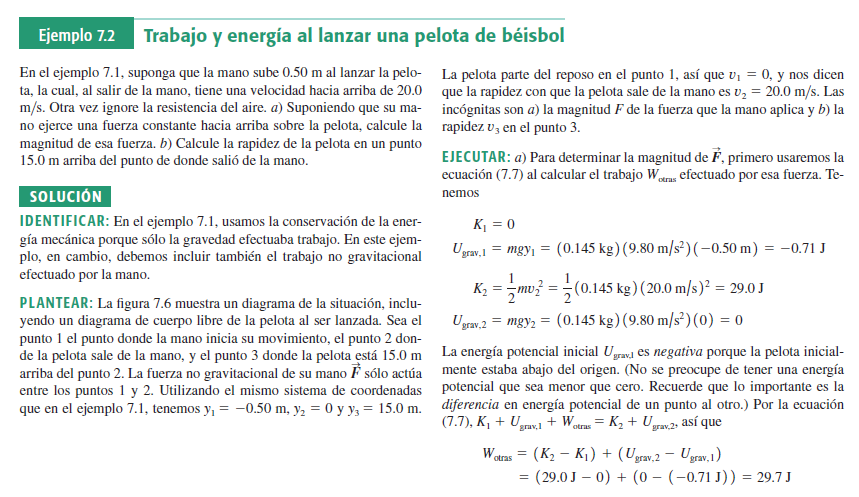 Ejemplo 7.2 Trabajo y energía al lanzar una pelota de béisbol
En el ejemplo 7.1, suponga que la mano sube 0.50 m al lanzar la pelo-
ta, la cual, al salir de la mano, tiene una velocidad hacia arriba de 20.0
m/s. Otra vez ignore la resistencia del aire. a) Suponiendo que su ma-
no ejerce una fuerza constante hacia arriba sobre la pelota, calcule la
magnitud de esa fuerza. b) Calcule la rapidez de la pelota en un punto
15.0 m arriba del punto de donde salió de la mano.
SOLUCIÓN
IDENTIFICAR: En el ejemplo 7.1, usamos la conservación de la ener-
gía mecánica porque sólo la gravedad efectuaba trabajo. En este ejem-
plo, en cambio, debemos incluir también el trabajo no gravitacional
efectuado por la mano.
PLANTEAR: La figura 7.6 muestra un diagrama de la situación, inclu-
yendo un diagrama de cuerpo libre de la pelota al ser lanzada. Sea el
punto 1 el punto donde la mano inicia su movimiento, el punto 2 don-
de la pelota sale de la mano, y el punto 3 donde la pelota está 15.0 m
arriba del punto 2. La fuerza no gravitacional de su mano F⃗ sólo actúa
entre los puntos 1 y 2. Utilizando el mismo sistema de coordenadas
que en el ejemplo 7.1, tenemos y₁ = −0.50 m, y₂ = 0 y y₃ = 15.0 m.
La pelota parte del reposo en el punto 1, así que v₁ = 0, y nos dicen
que la rapidez con que la pelota sale de la mano es v₂ = 20.0 m/s. Las
incógnitas son a) la magnitud F de la fuerza que la mano aplica y b) la
rapidez v₃ en el punto 3.
EJECUTAR: a) Para determinar la magnitud de F⃗, primero usaremos la
ecuación (7.7) al calcular el trabajo W_otras efectuado por esa fuerza. Te-
nemos
K₁ = 0
U_grav,1 = mgy₁ = (0.145 kg)(9.80 m/s²)(−0.50 m) = −0.71 J
K₂ = 1/2 mv₂² = 1/2 (0.145 kg)(20.0 m/s)² = 29.0 J
U_grav,2 = mgy₂ = (0.145 kg)(9.80 m/s²)(0) = 0
La energía potencial inicial U_grav,1 es negativa porque la pelota inicial-
mente estaba abajo del origen. (No se preocupe de tener una energía
potencial que sea menor que cero. Recuerde que lo importante es la
diferencia en energía potencial de un punto al otro.) Por la ecuación
(7.7), K₁ + U_grav,1 + W_otras = K₂ + U_grav,2, así que
W_otras = (K₂ − K₁) + (U_grav,2 − U_grav,1)
= (29.0 J − 0) + (0 − (−0.71 J)) = 29.7 J